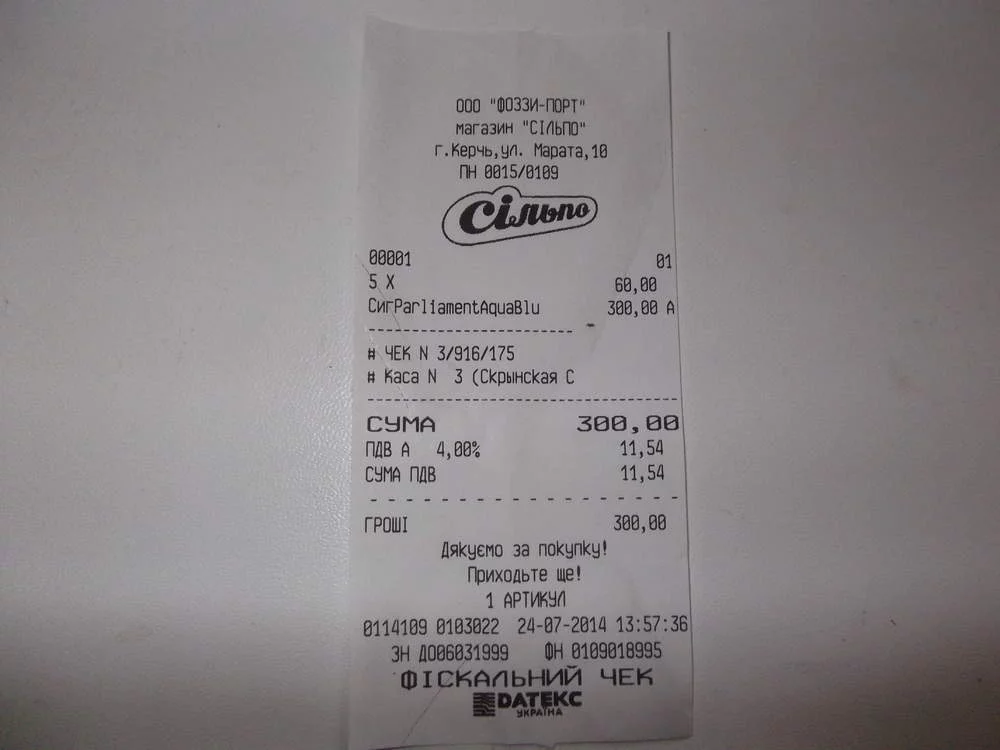 ООО "ФОЗЗИ-ПОРТ"
магазин "СІЛЬПО"
г.Керчь,ул. Марата,10
ПН 0015/0109
Сільпо
00001 01
5 X 60,00
СигParliamentAquaBlu 300,00 А
# ЧЕК N 3/916/175
# Каса N 3 (Скрынская С
СУМА 300,00
ПДВ А 4,00% 11,54
СУМА ПДВ 11,54
ГРОШІ 300,00
Дякуємо за покупку!
Приходьте ще!
1 АРТИКУЛ
0114109 0103022 24-07-2014 13:57:36
ЗН ДО06031999 ФН 0109018995
ФІСКАЛЬНИЙ ЧЕК
DATEКС
УКРАЇНА